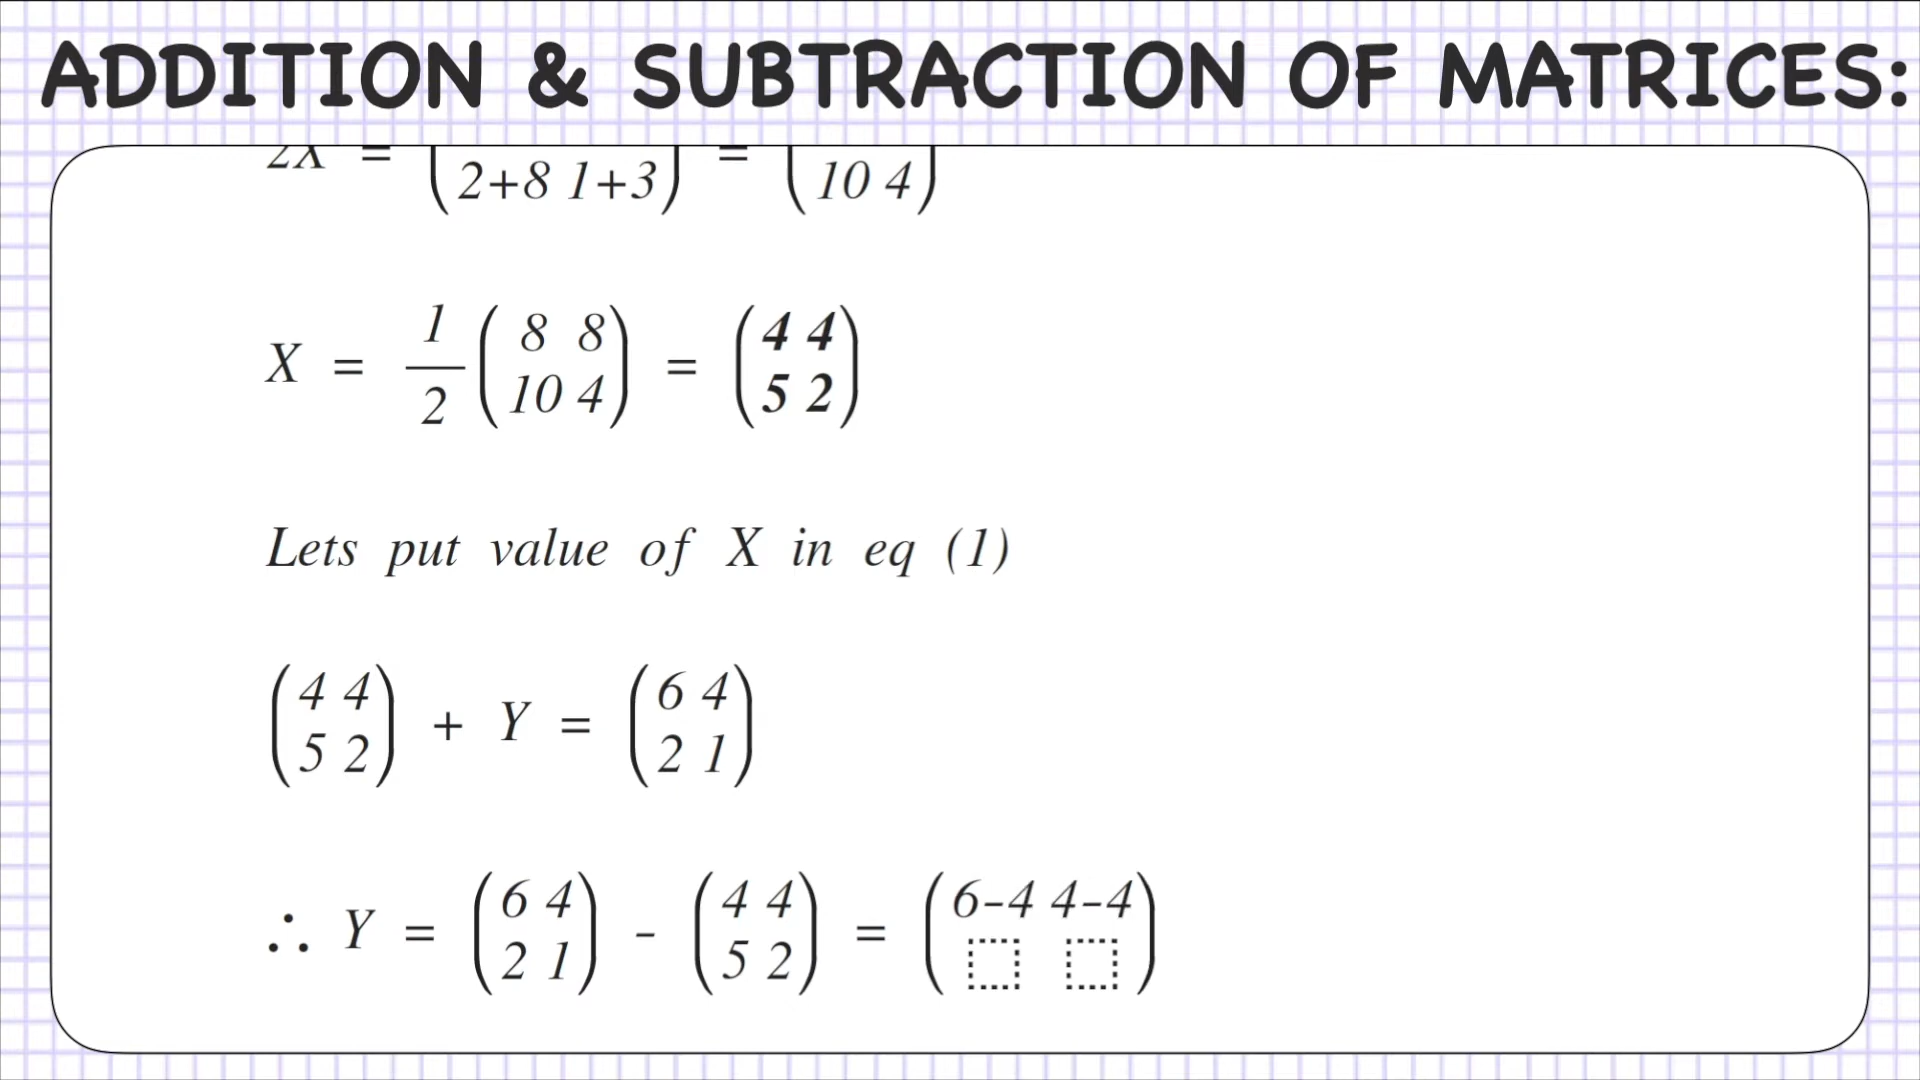 ADDITION & SUBTRACTION OF MATRICES:
2X = (2+8 1+3) = (10 4)
X = 1/2 (8 8
10 4) = (4 4
5 2)
Lets put value of X in eq (1)
(4 4
5 2) + Y = (6 4
2 1)
∴ Y = (6 4
2 1) - (4 4
5 2) = (6-4 4-4)